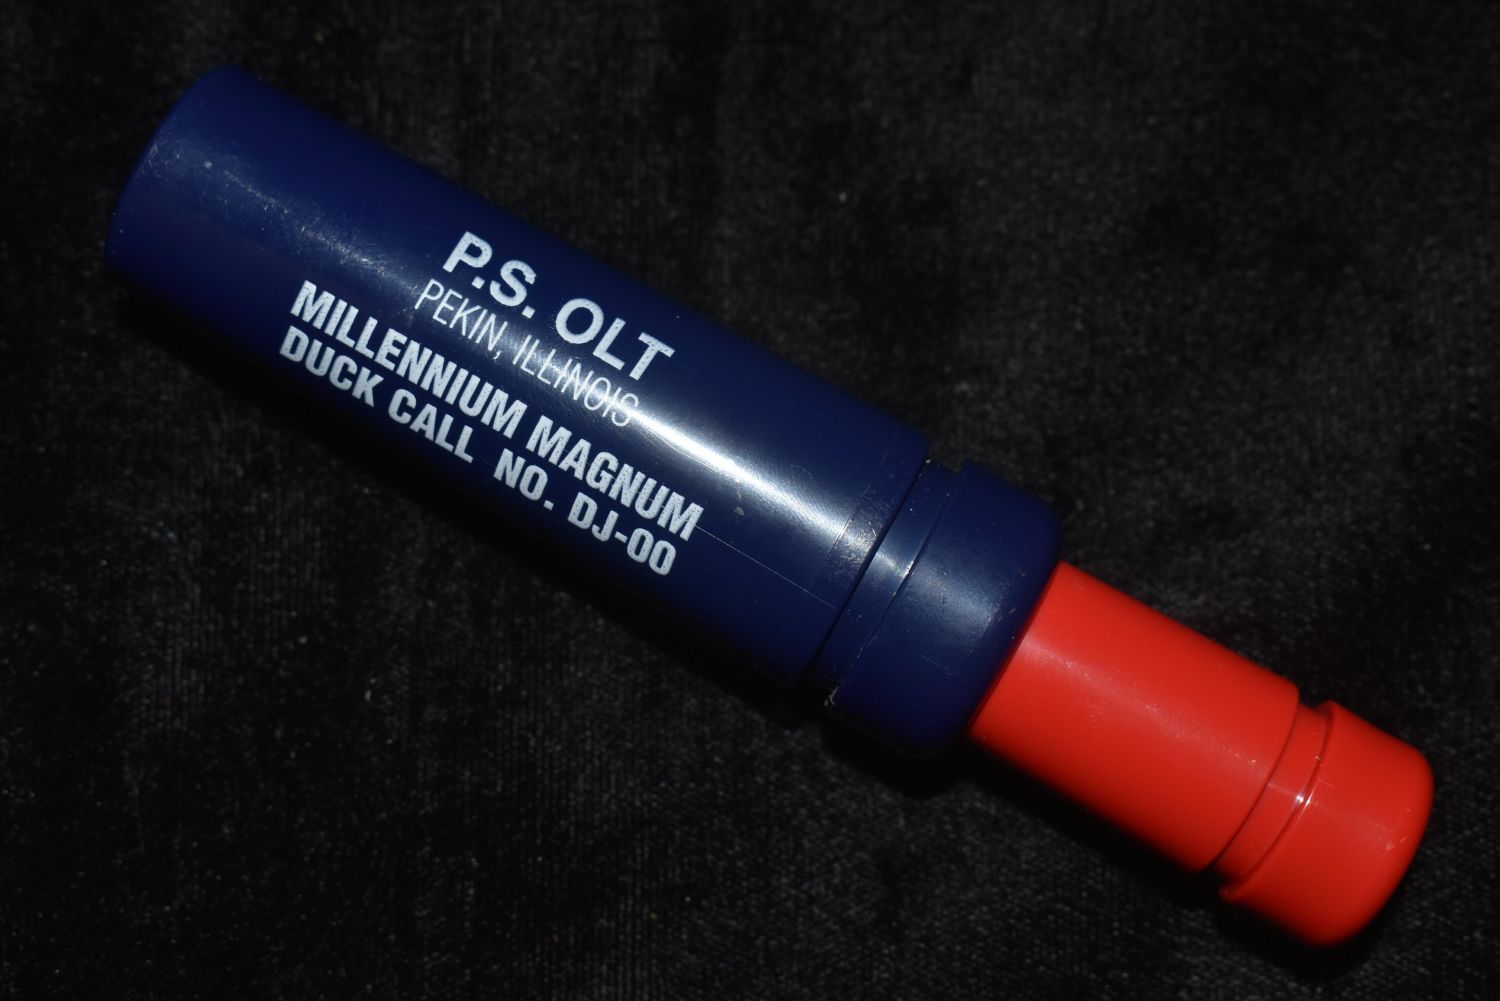 P.S. OLT
PEKIN, ILLINOIS
MILLENNIUM MAGNUM
DUCK CALL NO. DJ-00